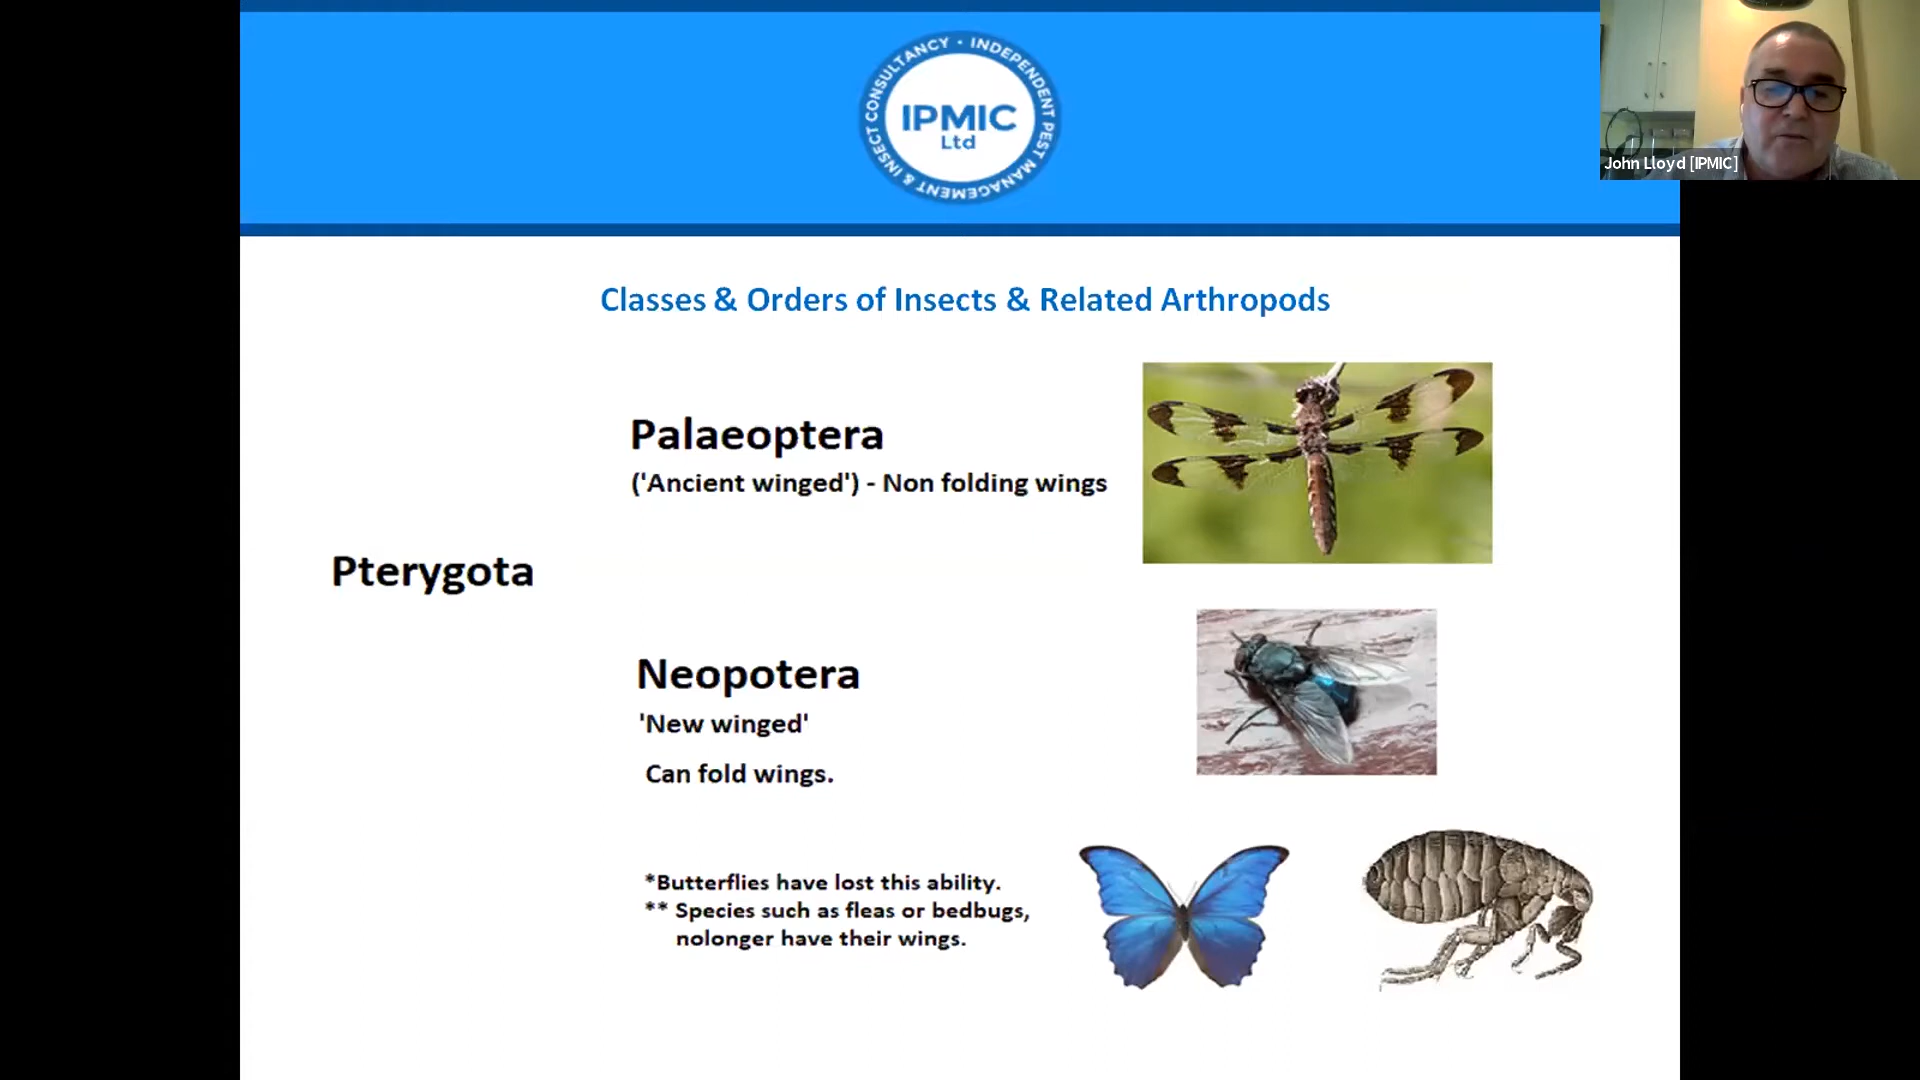 INDEPENDENT PEST MANAGEMENT & INSECT CONSULTANCY •
IPMIC
Ltd
John Lloyd [IPMIC]
Classes & Orders of Insects & Related Arthropods
Palaeoptera
('Ancient winged') - Non folding wings
Pterygota
Neopotera
'New winged'
Can fold wings.
*Butterflies have lost this ability.
** Species such as fleas or bedbugs,
nolonger have their wings.